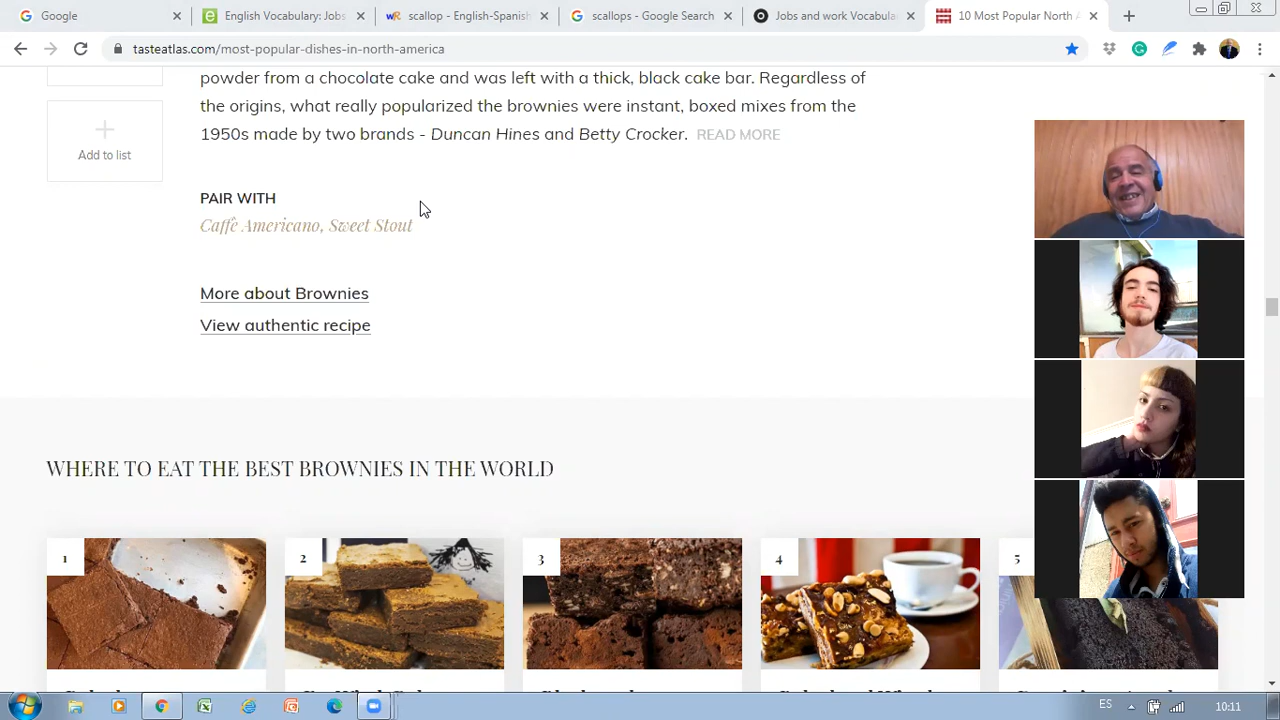 Google
English Vocabulary: Jobs
scallop - English-Spanish
scallops - Google Search
Jobs and work Vocabula
10 Most Popular North A
tasteatlas.com/most-popular-dishes-in-north-america
powder from a chocolate cake and was left with a thick, black cake bar. Regardless of
the origins, what really popularized the brownies were instant, boxed mixes from the
1950s made by two brands - Duncan Hines and Betty Crocker. READ MORE
Add to list
PAIR WITH
Caffè Americano, Sweet Stout
More about Brownies
View authentic recipe
WHERE TO EAT THE BEST BROWNIES IN THE WORLD
1
2
3
4
5
ES
10:11